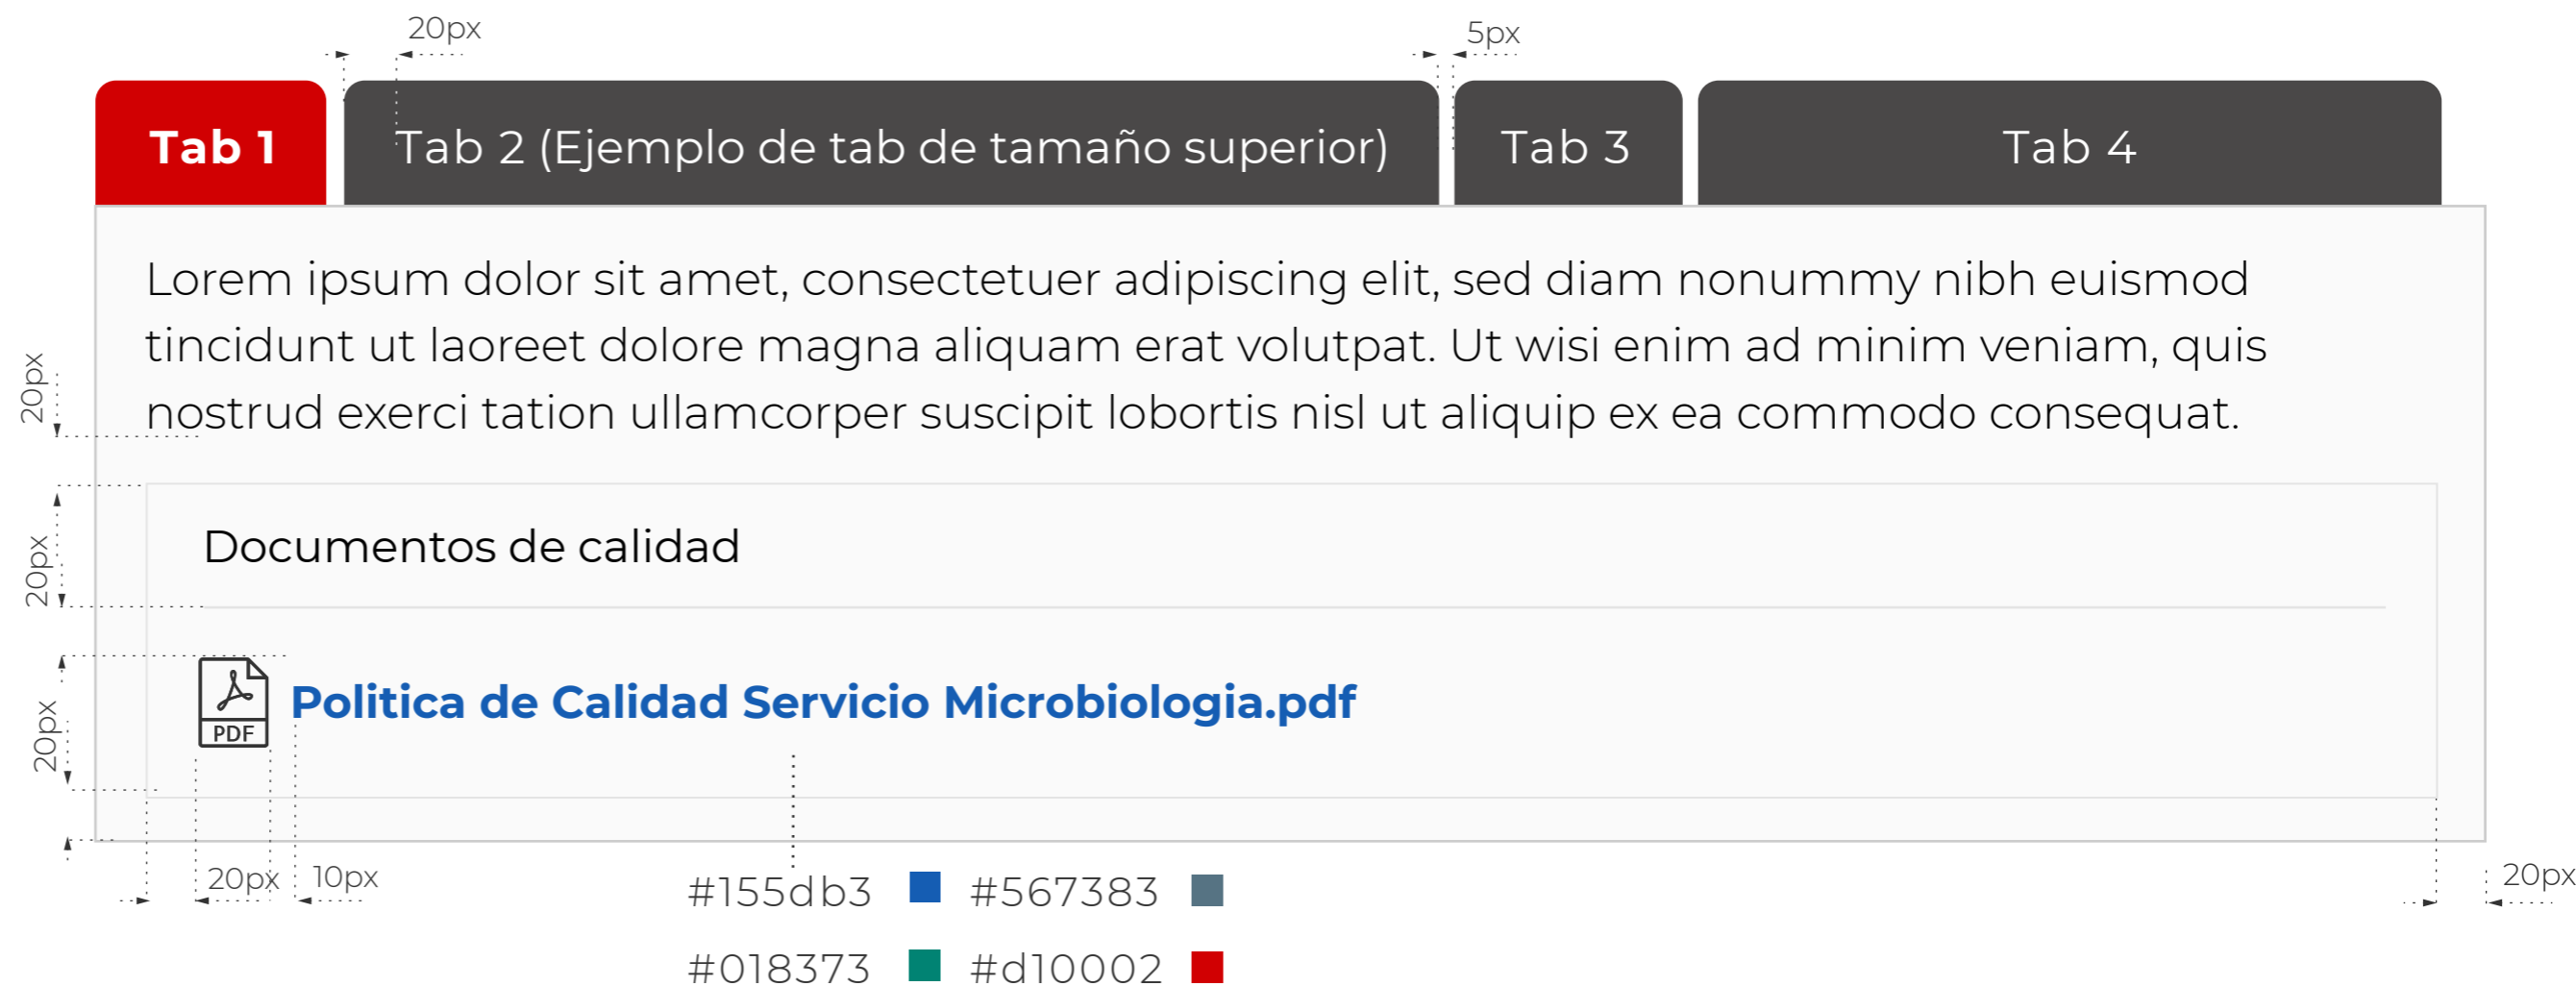 20px
5px
Tab 1
Tab 2 (Ejemplo de tab de tamaño superior)
Tab 3
Tab 4
Lorem ipsum dolor sit amet, consectetuer adipiscing elit, sed diam nonummy nibh euismod
tincidunt ut laoreet dolore magna aliquam erat volutpat. Ut wisi enim ad minim veniam, quis
nostrud exerci tation ullamcorper suscipit lobortis nisl ut aliquip ex ea commodo consequat.
20px
Documentos de calidad
20px
PDF
Politica de Calidad Servicio Microbiologia.pdf
20px
20px
10px
20px
#155db3
#567383
#018373
#d10002